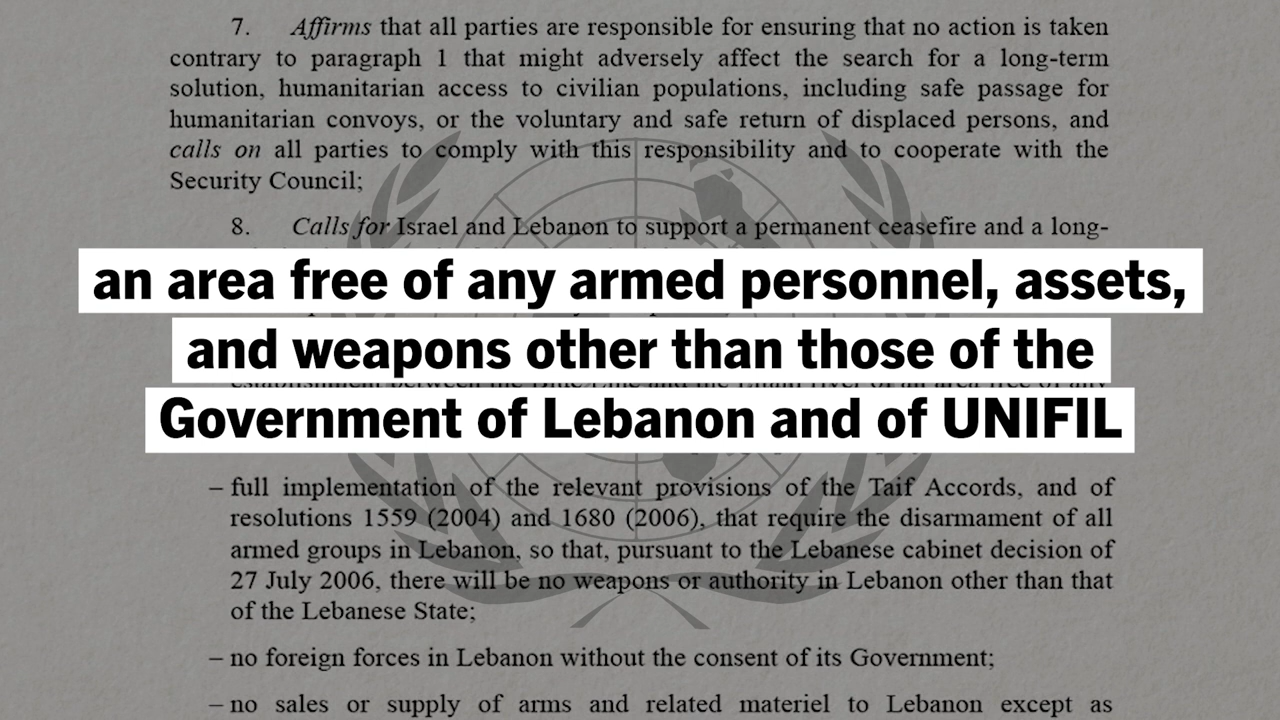 7. Affirms that all parties are responsible for ensuring that no action is taken
contrary to paragraph 1 that might adversely affect the search for a long-term
solution, humanitarian access to civilian populations, including safe passage for
humanitarian convoys, or the voluntary and safe return of displaced persons, and
calls on all parties to comply with this responsibility and to cooperate with the
Security Council;
8. Calls for Israel and Lebanon to support a permanent ceasefire and a long-
an area free of any armed personnel, assets,
and weapons other than those of the
Government of Lebanon and of UNIFIL
– full implementation of the relevant provisions of the Taif Accords, and of
resolutions 1559 (2004) and 1680 (2006), that require the disarmament of all
armed groups in Lebanon, so that, pursuant to the Lebanese cabinet decision of
27 July 2006, there will be no weapons or authority in Lebanon other than that
of the Lebanese State;
– no foreign forces in Lebanon without the consent of its Government;
– no sales or supply of arms and related materiel to Lebanon except as